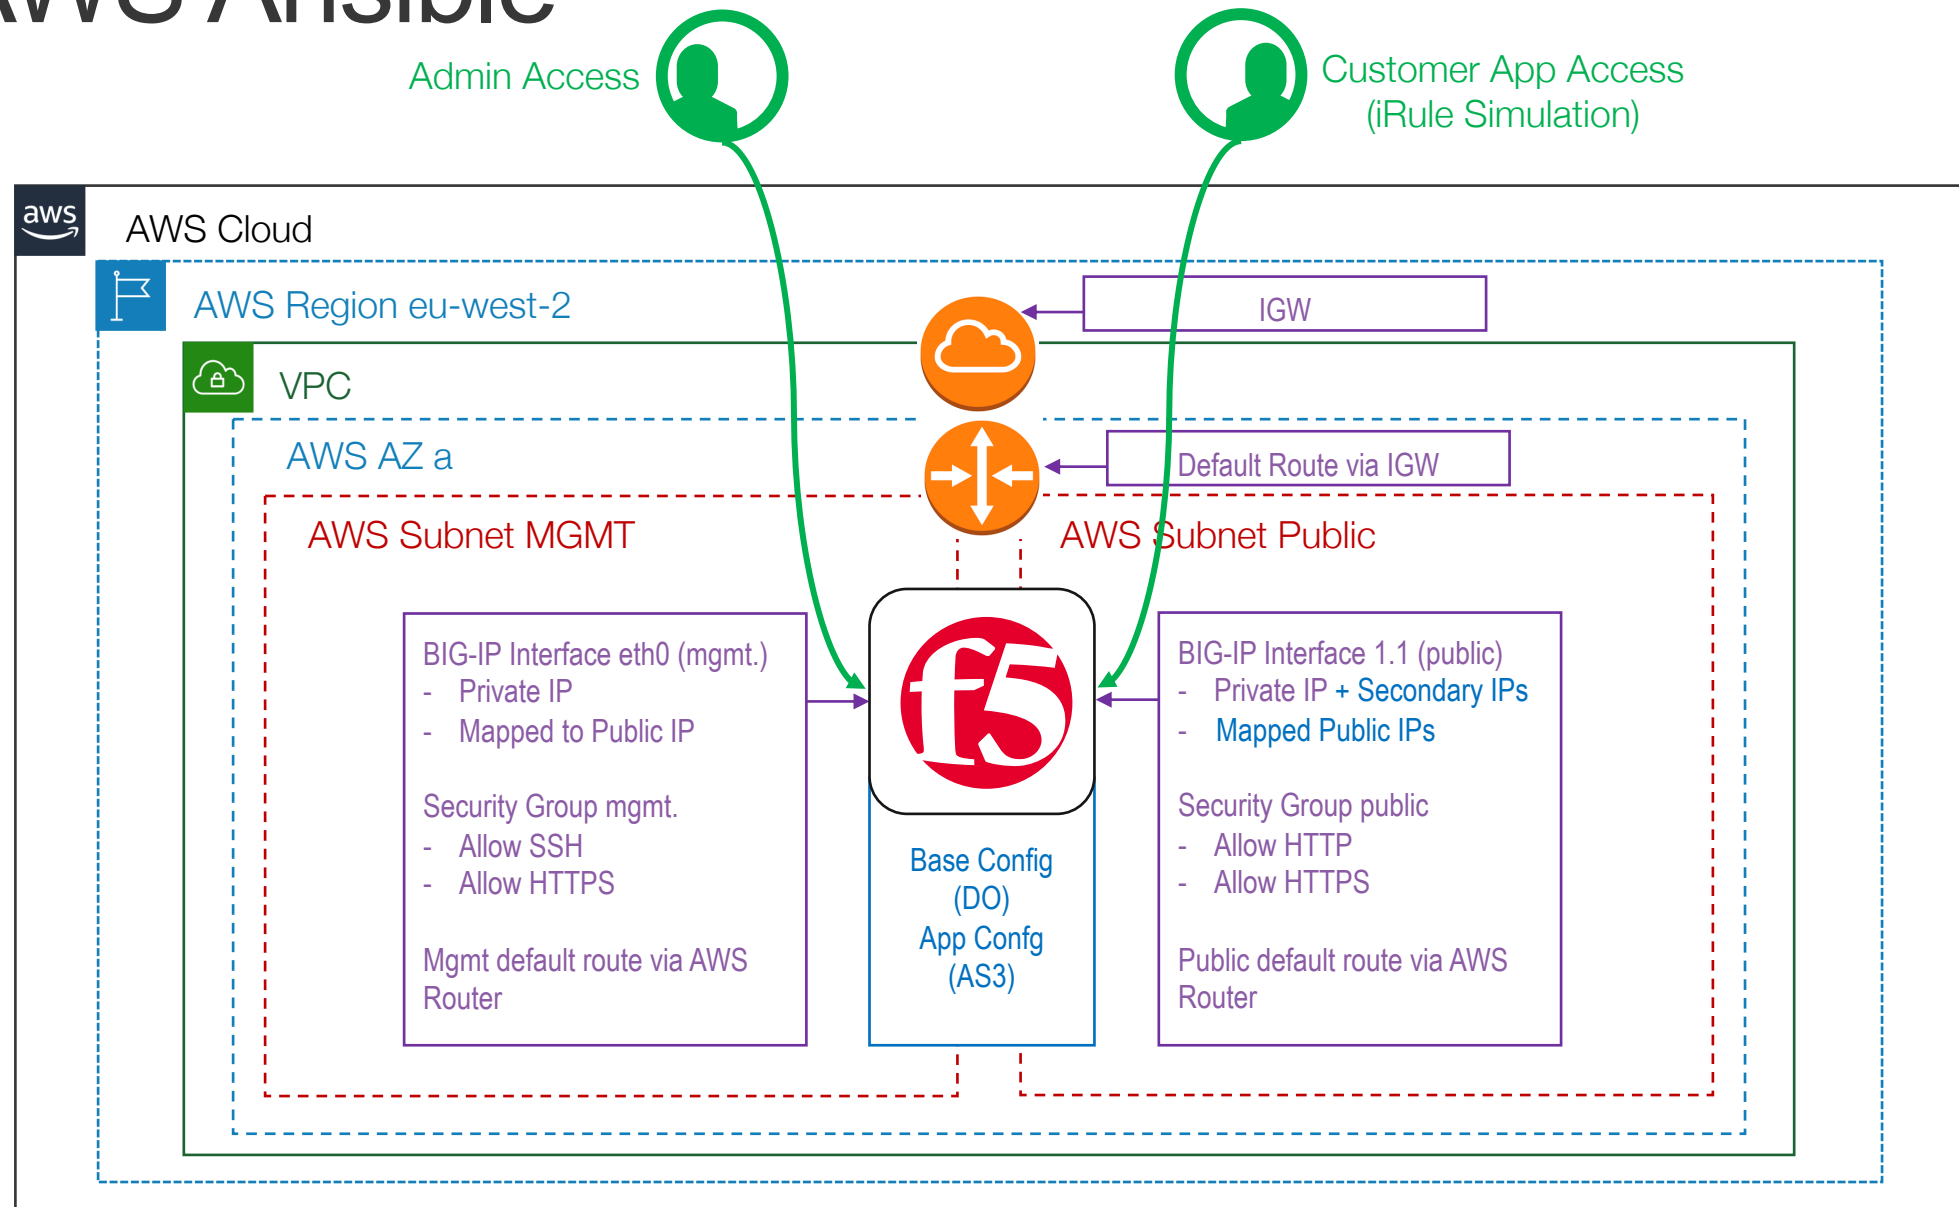 AWS Ansible
Admin Access
Customer App Access
(iRule Simulation)
aws
AWS Cloud
AWS Region eu-west-2
IGW
VPC
AWS AZ a
Default Route via IGW
AWS Subnet MGMT
AWS Subnet Public
BIG-IP Interface eth0 (mgmt.)
- Private IP
- Mapped to Public IP
Security Group mgmt.
- Allow SSH
- Allow HTTPS
Mgmt default route via AWS
Router
f5
Base Config
(DO)
App Confg
(AS3)
BIG-IP Interface 1.1 (public)
- Private IP + Secondary IPs
- Mapped Public IPs
Security Group public
- Allow HTTP
- Allow HTTPS
Public default route via AWS
Router